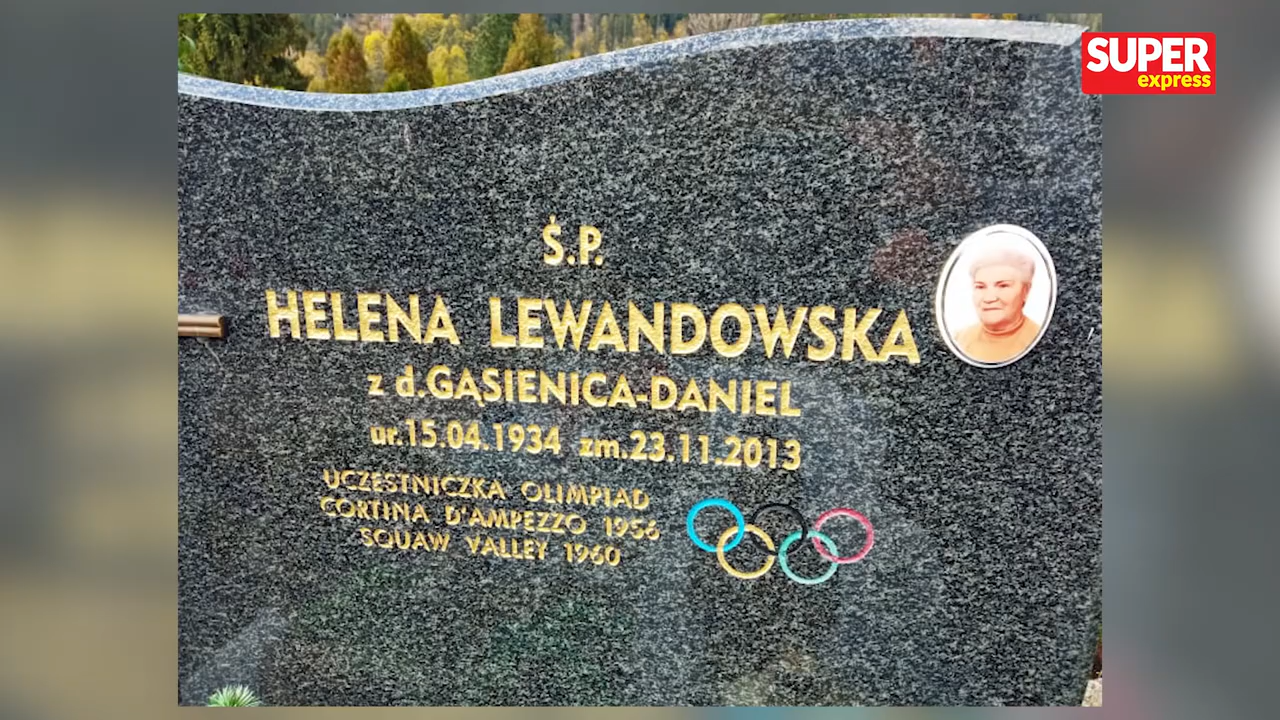 SUPER
express
Ś.P.
HELENA LEWANDOWSKA
z d.GĄSIENICA-DANIEL
ur.15.04.1934 zm.23.11.2013
UCZESTNICZKA OLIMPIAD
CORTINA D'AMPEZZO 1956
SQUAW VALLEY 1960